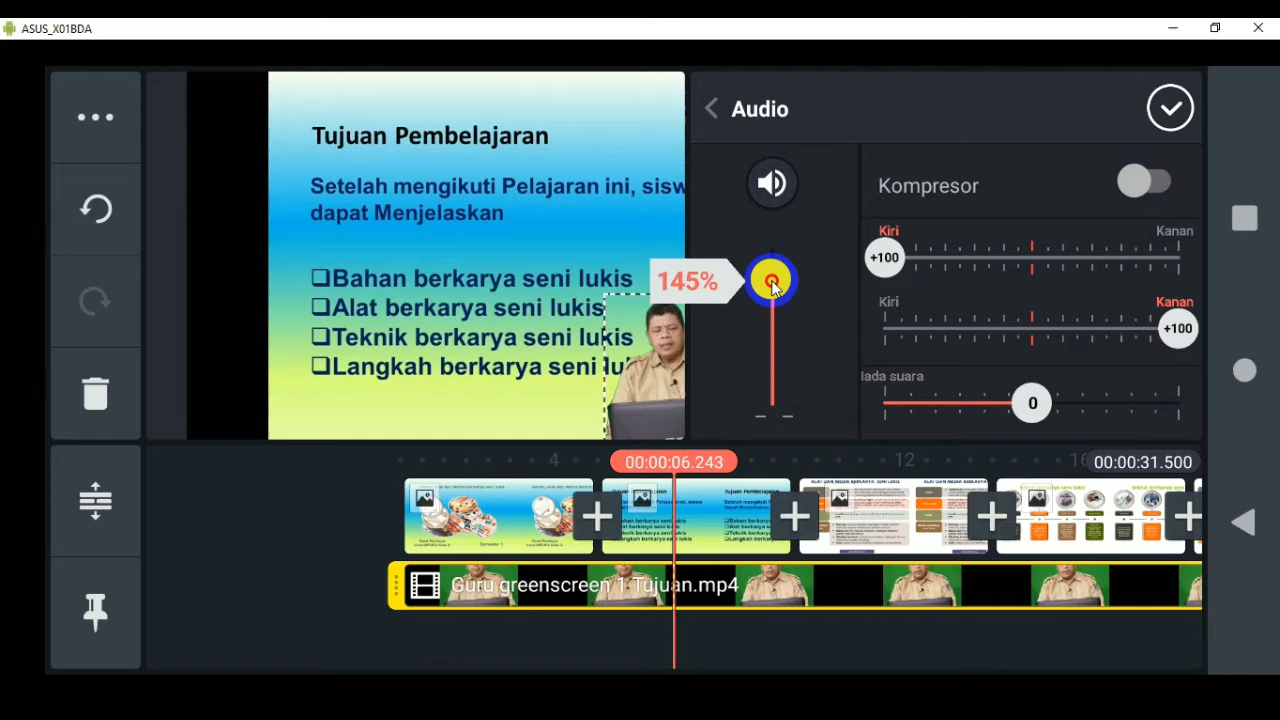 ASUS_X01BDA
Tujuan Pembelajaran
Setelah mengikuti Pelajaran ini, sisw
dapat Menjelaskan
❑Bahan berkarya seni lukis
❑Alat berkarya seni lukis
❑Teknik berkarya seni lukis
❑Langkah berkarya seni lu
Audio
145%
Kompresor
Kiri Kanan
+100
Kiri Kanan
+100
lada suara
0
4 00:00:06.243 12 16 00:00:31.500
Guru greenscreen 1 Tujuan.mp4